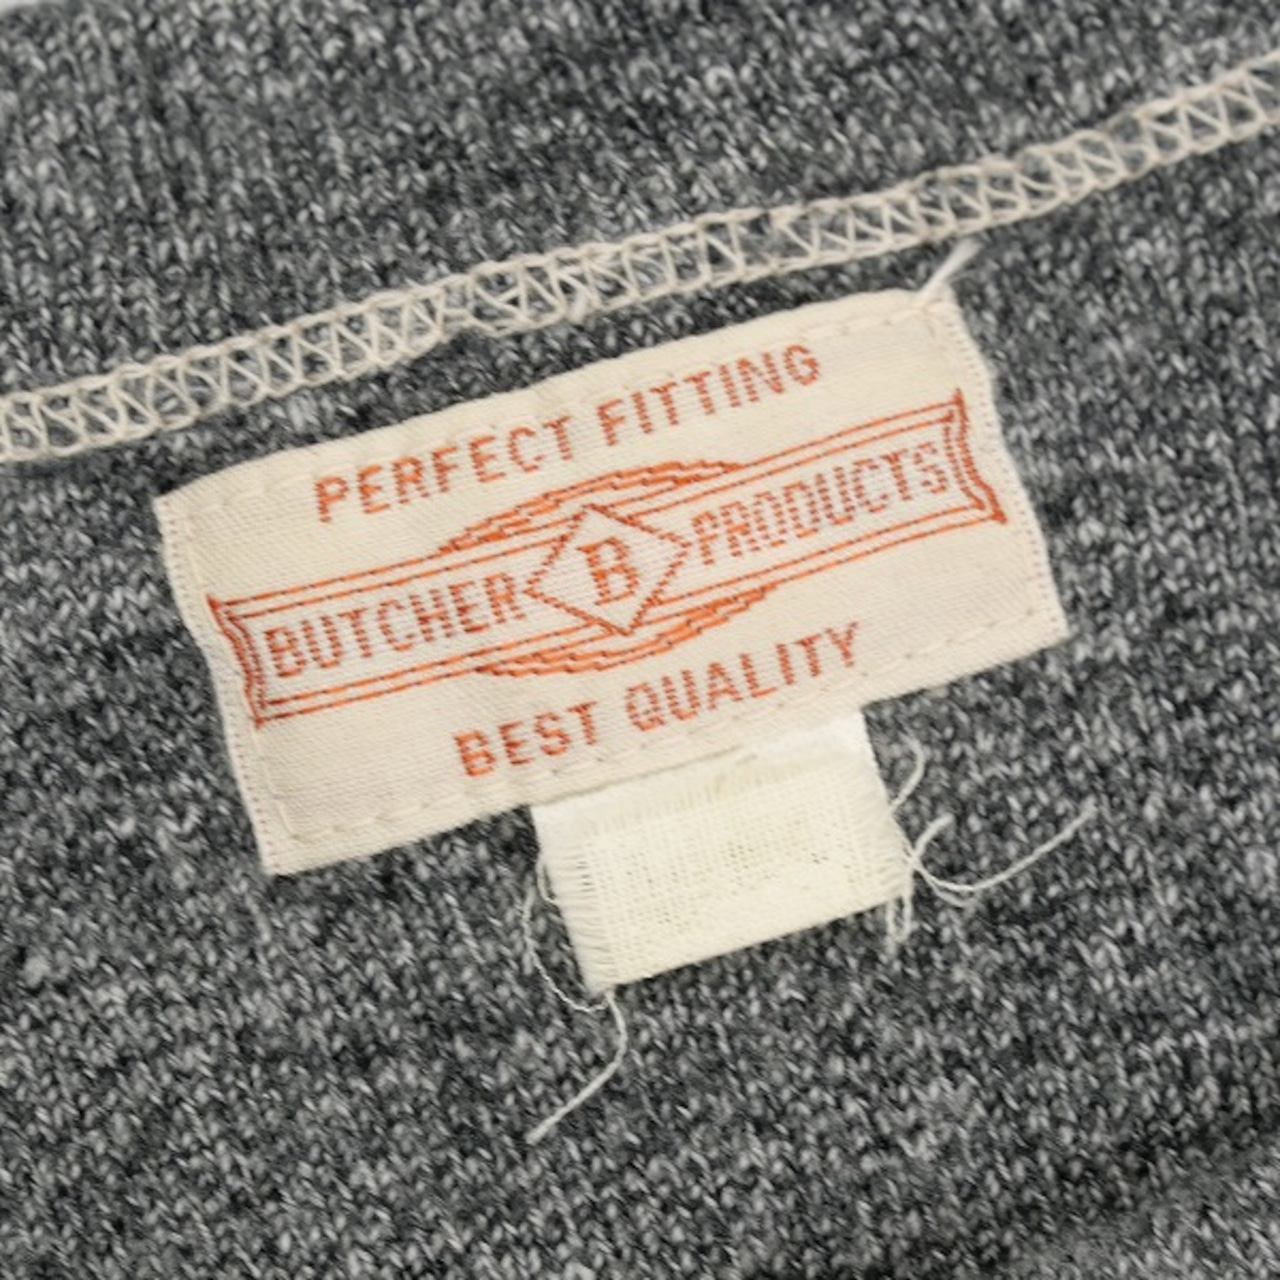 PERFECT FITTING
BUTCHER B PRODUCTS
BEST QUALITY